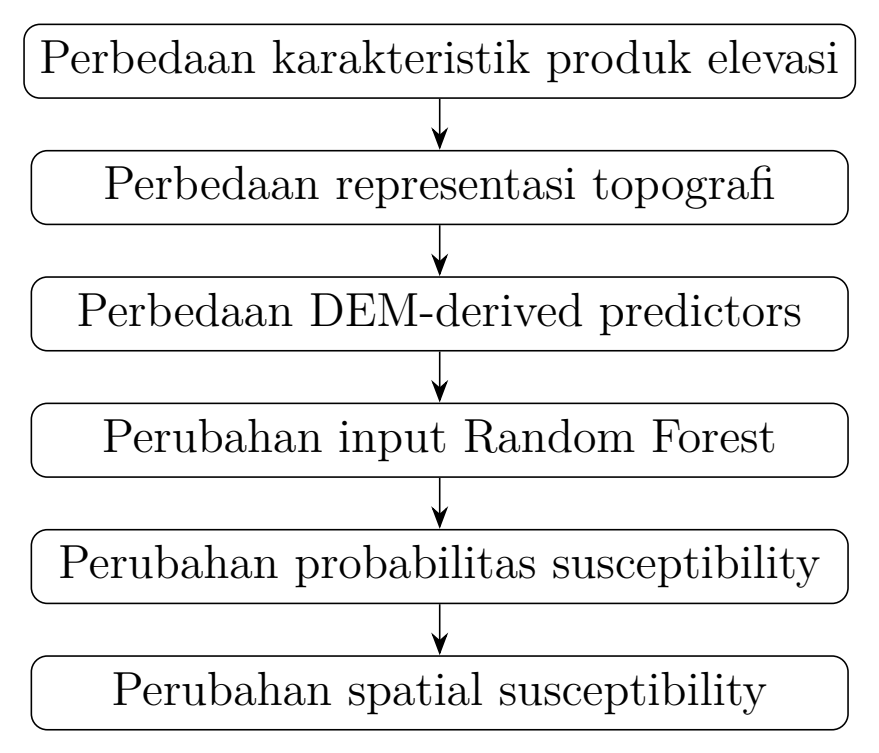 Perbedaan karakteristik produk elevasi
Perbedaan representasi topografi
Perbedaan DEM-derived predictors
Perubahan input Random Forest
Perubahan probabilitas susceptibility
Perubahan spatial susceptibility